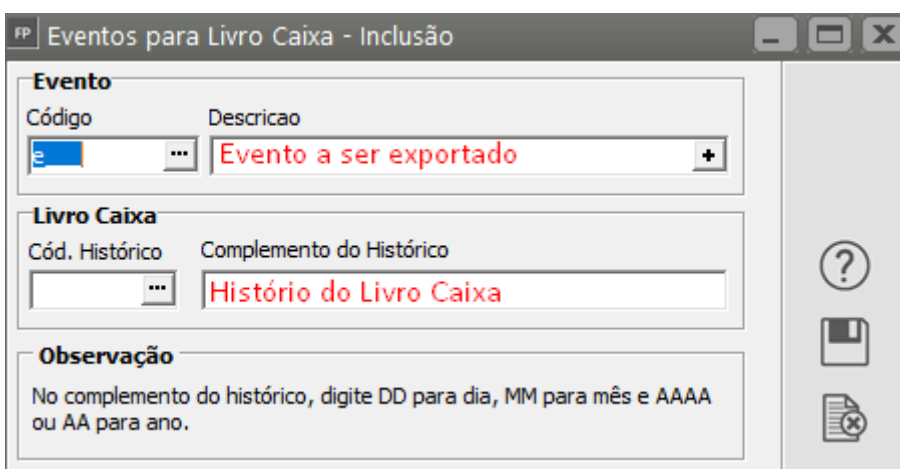 FP Eventos para Livro Caixa - Inclusão
Evento
Código Descricao
e Evento a ser exportado
Livro Caixa
Cód. Histórico Complemento do Histórico
Histório do Livro Caixa
Observação
No complemento do histórico, digite DD para dia, MM para mês e AAAA
ou AA para ano.